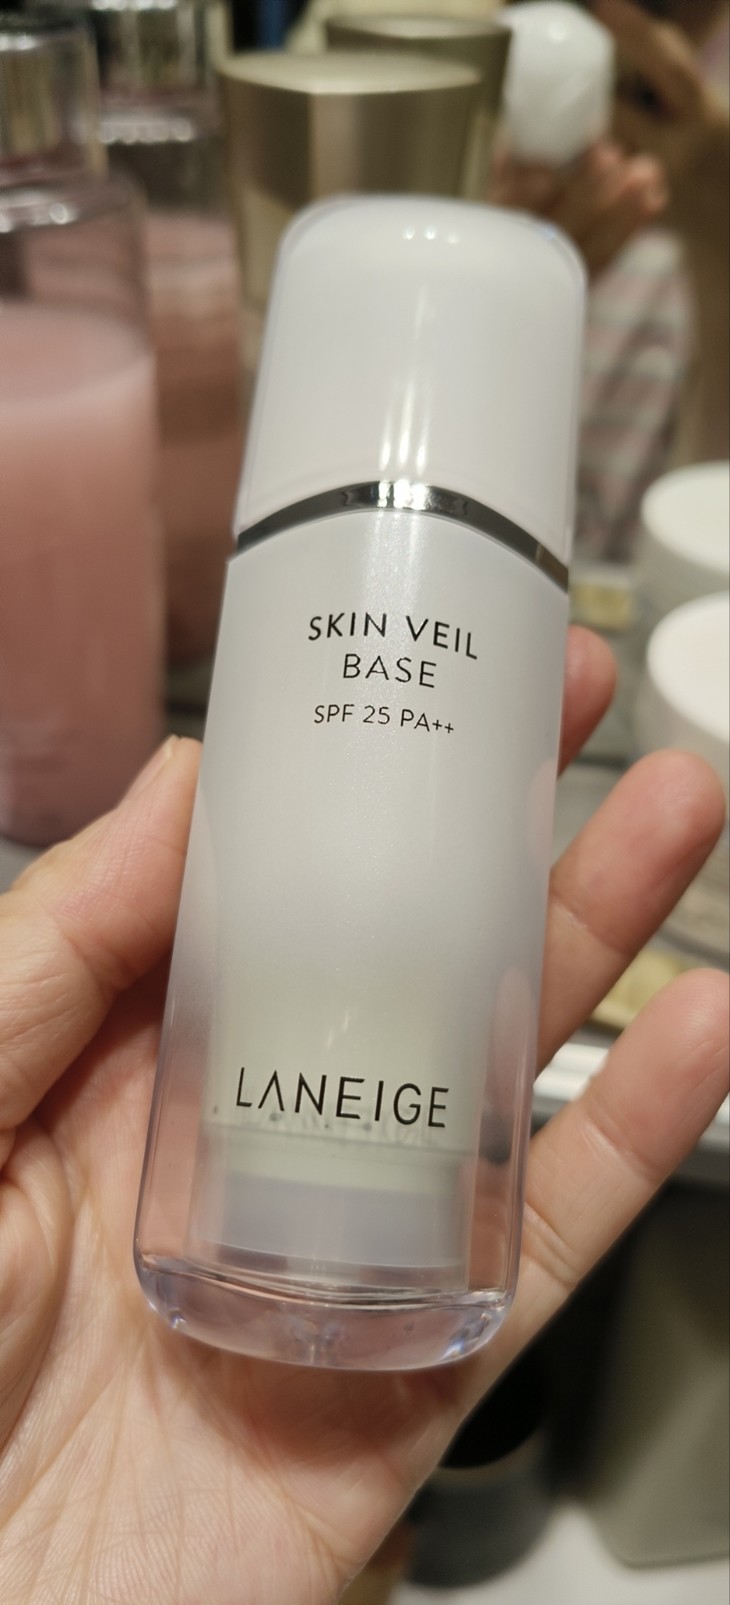 SKIN VEIL
BASE
SPF 25 PA++
LANEIGE